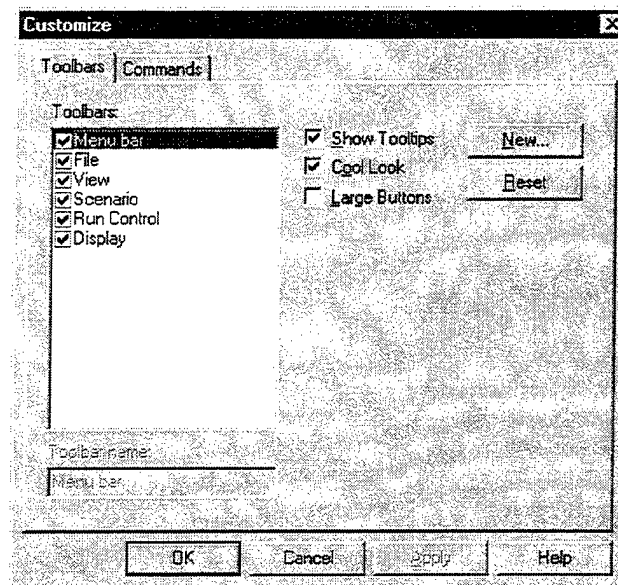 Customize
Toolbars Commands
Toolbars:
Menu bar
File
View
Scenario
Run Control
Display
Show Tooltips
Cool Look
Large Buttons
New...
Reset
Toolbar name:
Menu bar
OK Cancel Apply Help